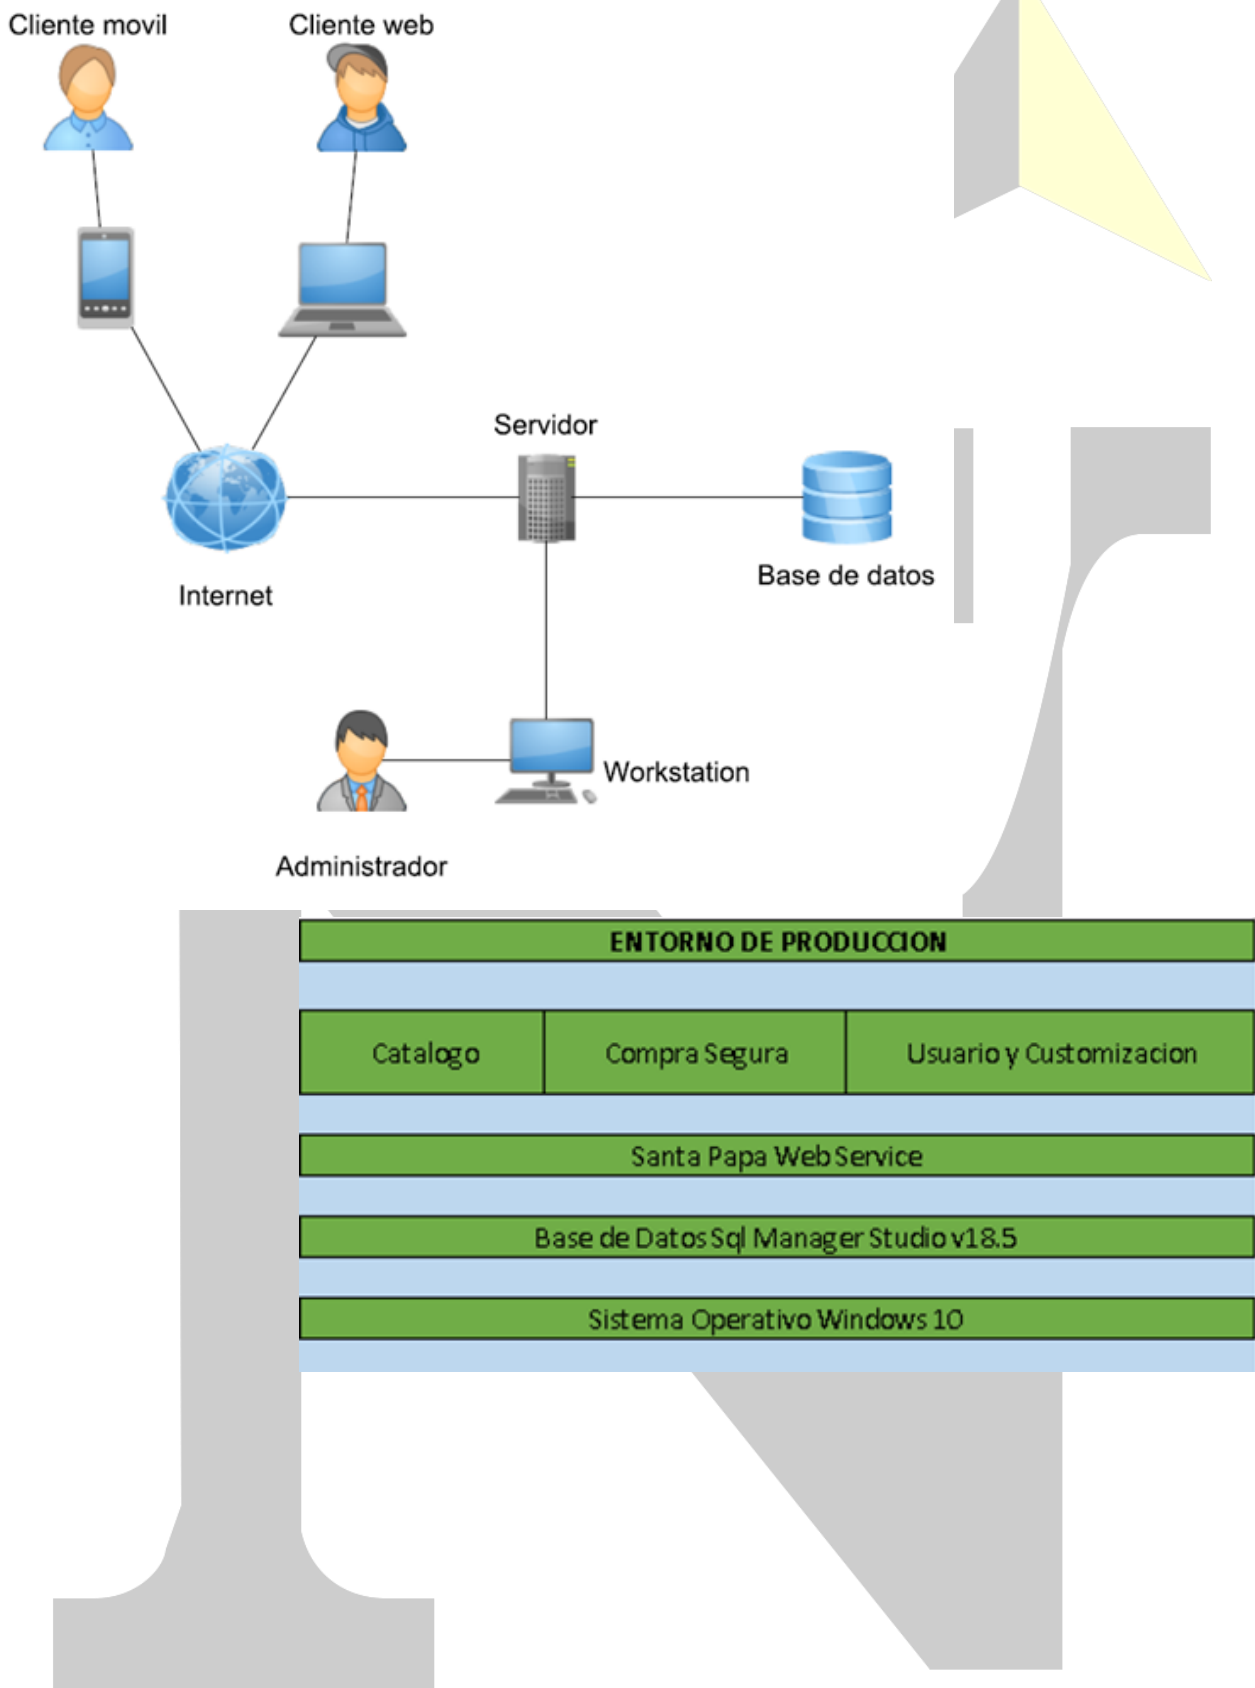 Cliente movil
Cliente web
Servidor
Base de datos
Internet
Workstation
Administrador
ENTORNO DE PRODUCCION
Catalogo
Compra Segura
Usuario y Customizacion
Santa Papa Web Service
Base de Datos Sql Manager Studio v18.5
Sistema Operativo Windows 10